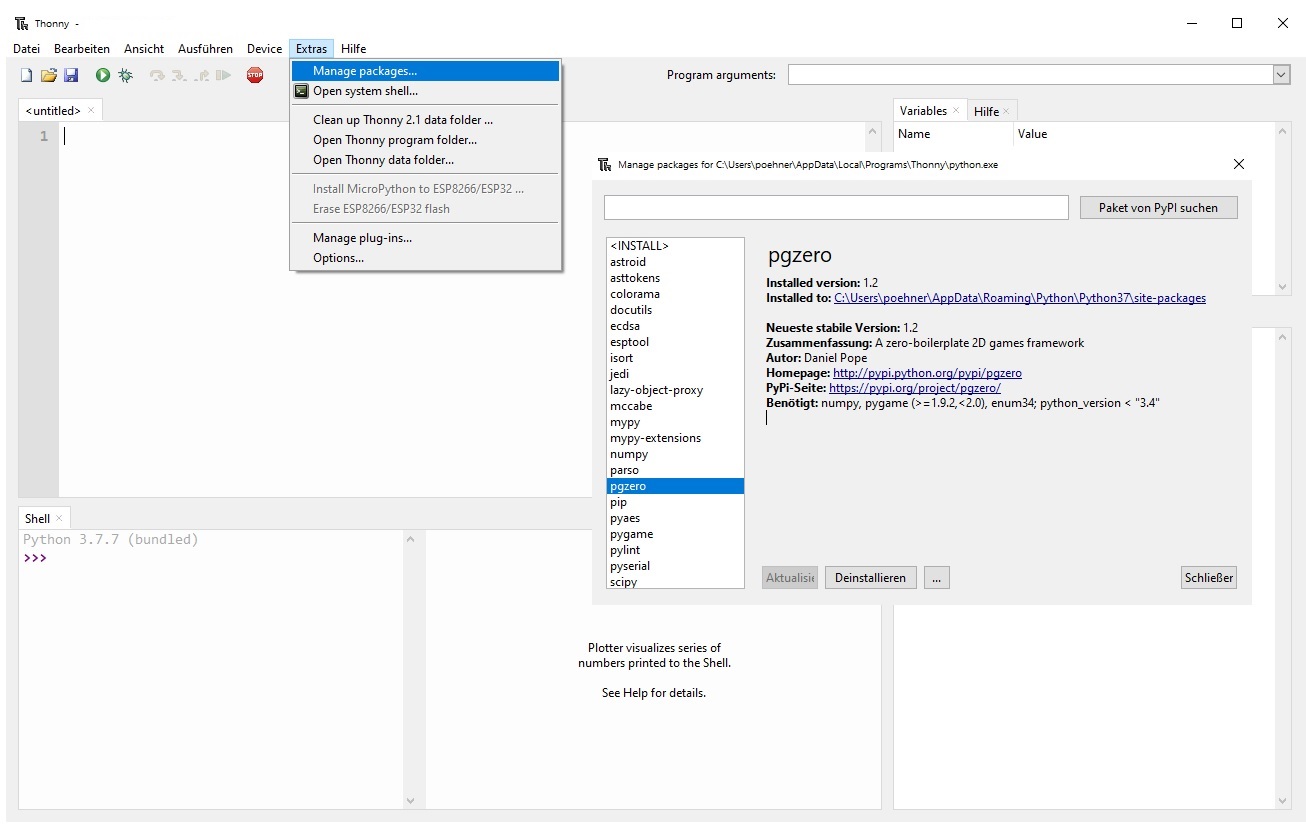 Thonny -
Datei Bearbeiten Ansicht Ausführen Device Extras Hilfe
STOP
Program arguments:
Manage packages...
Open system shell...
Clean up Thonny 2.1 data folder ...
Open Thonny program folder...
Open Thonny data folder...
Install MicroPython to ESP8266/ESP32 ...
Erase ESP8266/ESP32 flash
Manage plug-ins...
Options...
<untitled>
1
Variables Hilfe
Name Value
Manage packages for C:\Users\poehner\AppData\Local\Programs\Thonny\python.exe
Paket von PyPI suchen
<INSTALL>
astroid
asttokens
colorama
docutils
ecdsa
esptool
isort
jedi
lazy-object-proxy
mccabe
mypy
mypy-extensions
numpy
parso
pgzero
pip
pyaes
pygame
pylint
pyserial
scipy
pgzero
Installed version: 1.2
Installed to: C:\Users\poehner\AppData\Roaming\Python\Python37\site-packages
Neueste stabile Version: 1.2
Zusammenfassung: A zero-boilerplate 2D games framework
Autor: Daniel Pope
Homepage: http://pypi.python.org/pypi/pgzero
PyPi-Seite: https://pypi.org/project/pgzero/
Benötigt: numpy, pygame (>=1.9.2,<2.0), enum34; python_version < "3.4"
Aktualisie Deinstallieren ... Schließer
Shell
Python 3.7.7 (bundled)
>>>
Plotter visualizes series of
numbers printed to the Shell.
See Help for details.